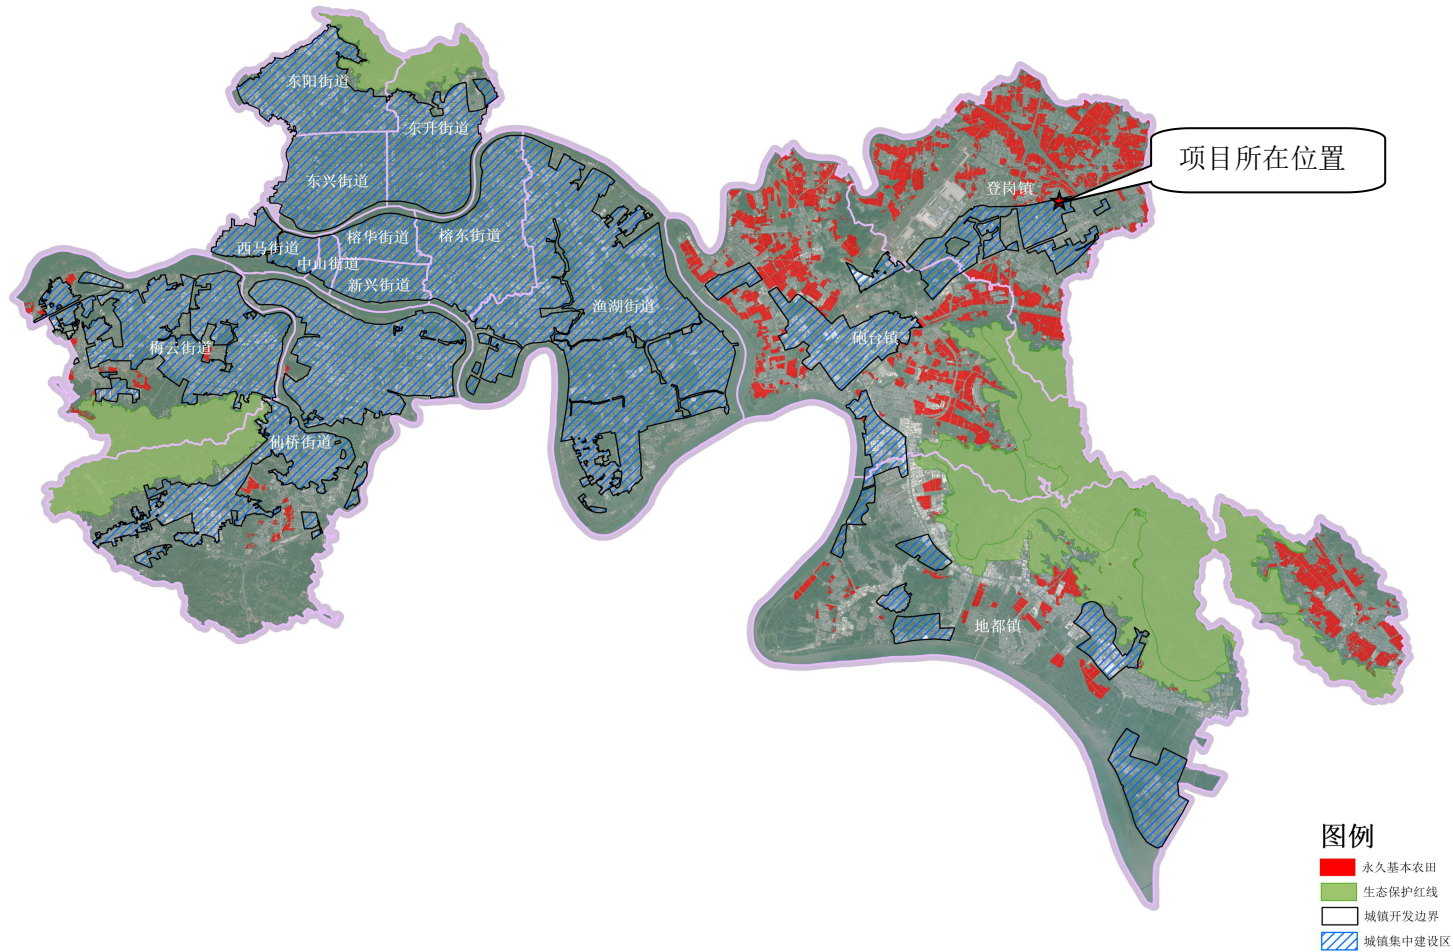 东阳街道
东升街道
项目所在位置
东兴街道
登岗镇
榕华街道
榕东街道
西马街道
中山街道
新兴街道
渔湖街道
砲台镇
梅云街道
仙桥街道
地都镇
图例
永久基本农田
生态保护红线
城镇开发边界
城镇集中建设区